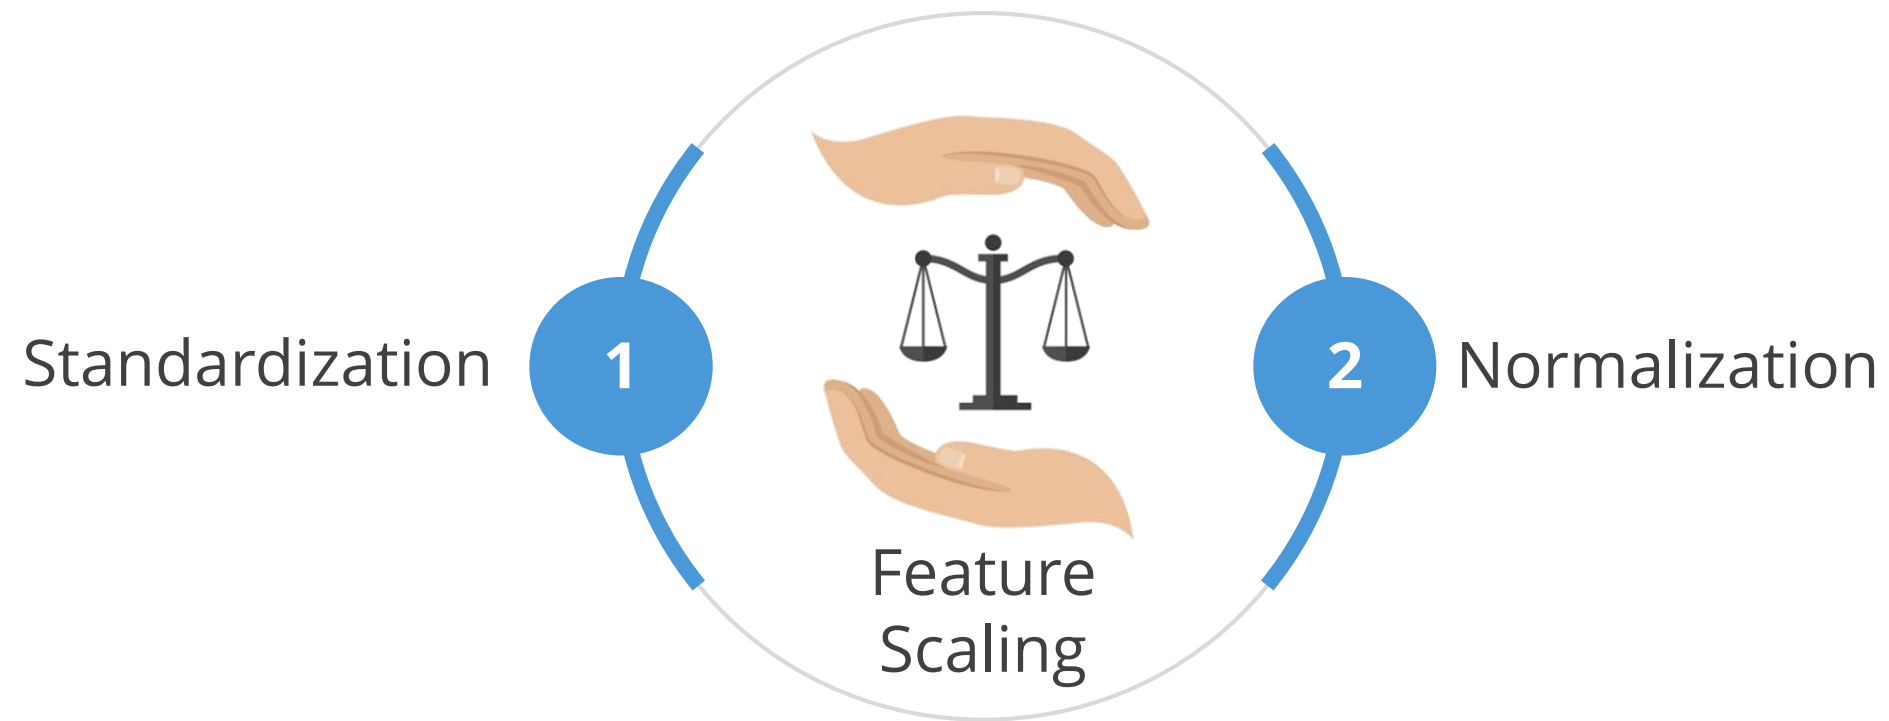 Standardization
1
2
Normalization
Feature
Scaling